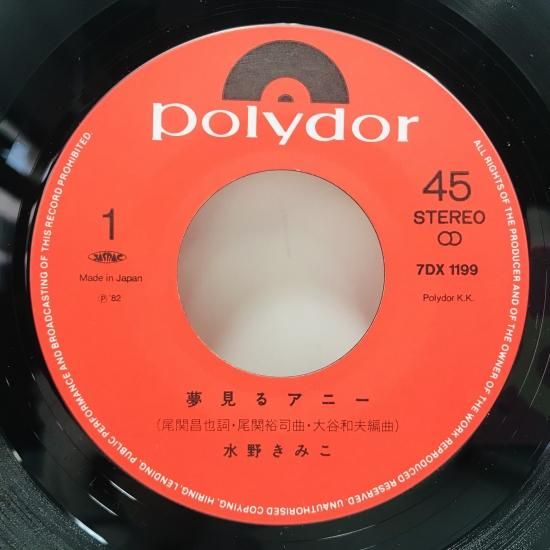 polydor
1
JASRAC
Made in Japan
Ⓟ '82
45
STEREO
7DX 1199
Polydor K.K.
夢見るアニー
(尾関昌也詞・尾関裕司曲・大谷和夫編曲)
水野きみこ
ALL RIGHTS OF THE PRODUCER AND OF THE OWNER OF THE WORK REPRODUCED RESERVED. UNAUTHORISED COPYING, HIRING, LENDING, PUBLIC PERFORMANCE AND BROADCASTING OF THIS RECORD PROHIBITED.